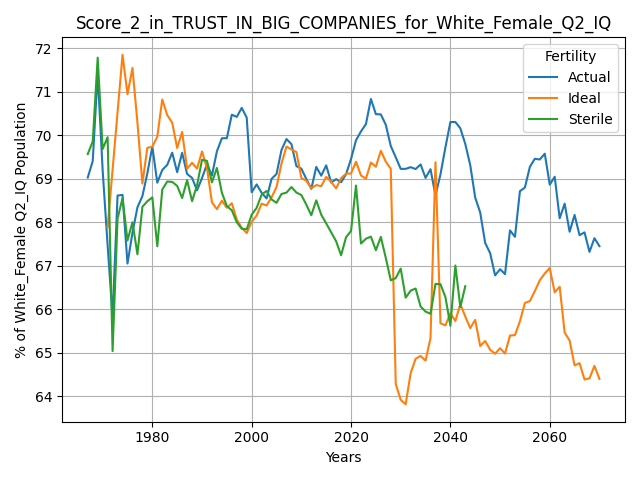 Score_2_in_TRUST_IN_BIG_COMPANIES_for_White_Female_Q2_IQ
% of White_Female Q2_IQ Population
72
71
70
69
68
67
66
65
64
Fertility
Actual
Ideal
Sterile
1980
2000
2020
2040
2060
Years